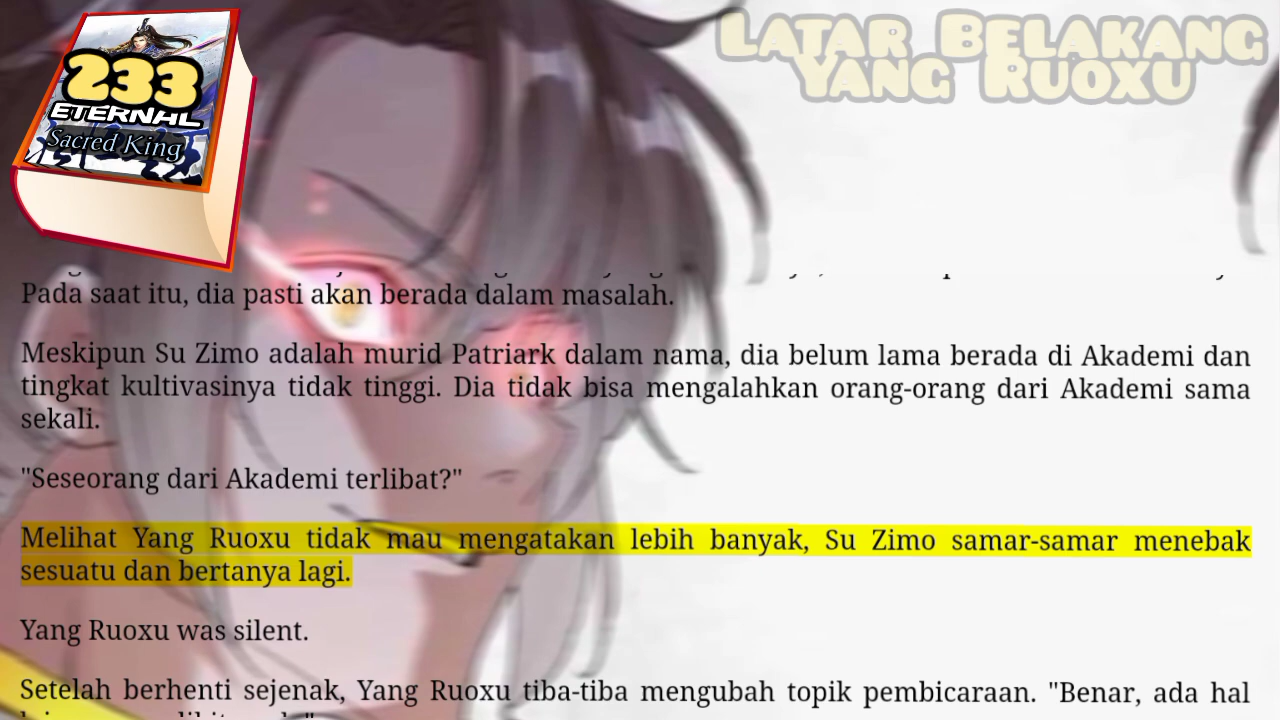 LATAR BELAKANG
YANG RUOXU
233
ETERNAL
Sacred King
Pada saat itu, dia pasti akan berada dalam masalah.
Meskipun Su Zimo adalah murid Patriark dalam nama, dia belum lama berada di Akademi dan
tingkat kultivasinya tidak tinggi. Dia tidak bisa mengalahkan orang-orang dari Akademi sama
sekali.
"Seseorang dari Akademi terlibat?"
Melihat Yang Ruoxu tidak mau mengatakan lebih banyak, Su Zimo samar-samar menebak
sesuatu dan bertanya lagi.
Yang Ruoxu was silent.
Setelah berhenti sejenak, Yang Ruoxu tiba-tiba mengubah topik pembicaraan. "Benar, ada hal